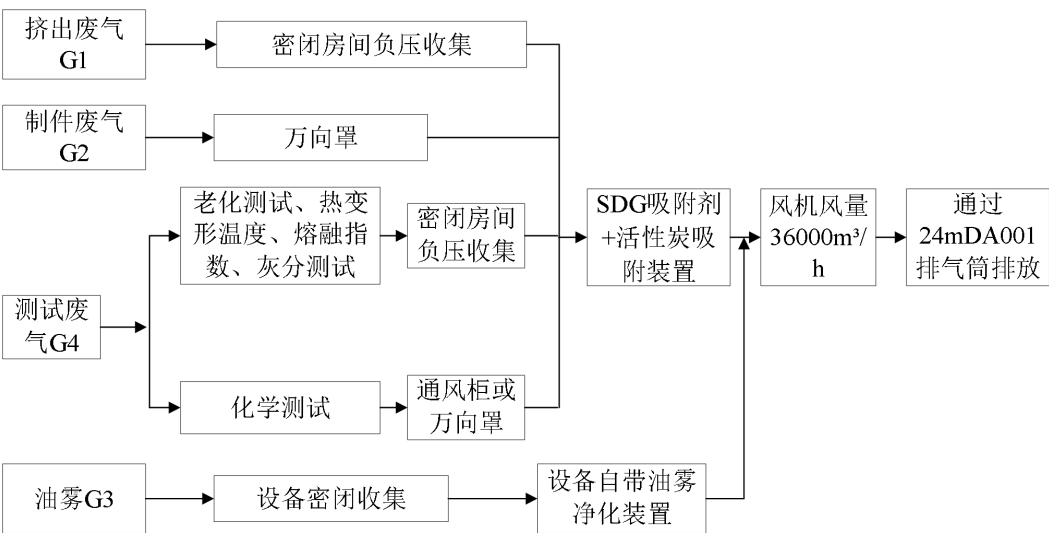 挤出废气
G1
密闭房间负压收集
制件废气
G2
万向罩
老化测试、热变
形温度、熔融指
数、灰分测试
密闭房间
负压收集
SDG吸附剂
+活性炭吸
附装置
风机风量
36000m³/
h
通过
24mDA001
排气筒排放
测试废
气G4
化学测试
通风柜或
万向罩
油雾G3
设备密闭收集
设备自带油雾
净化装置